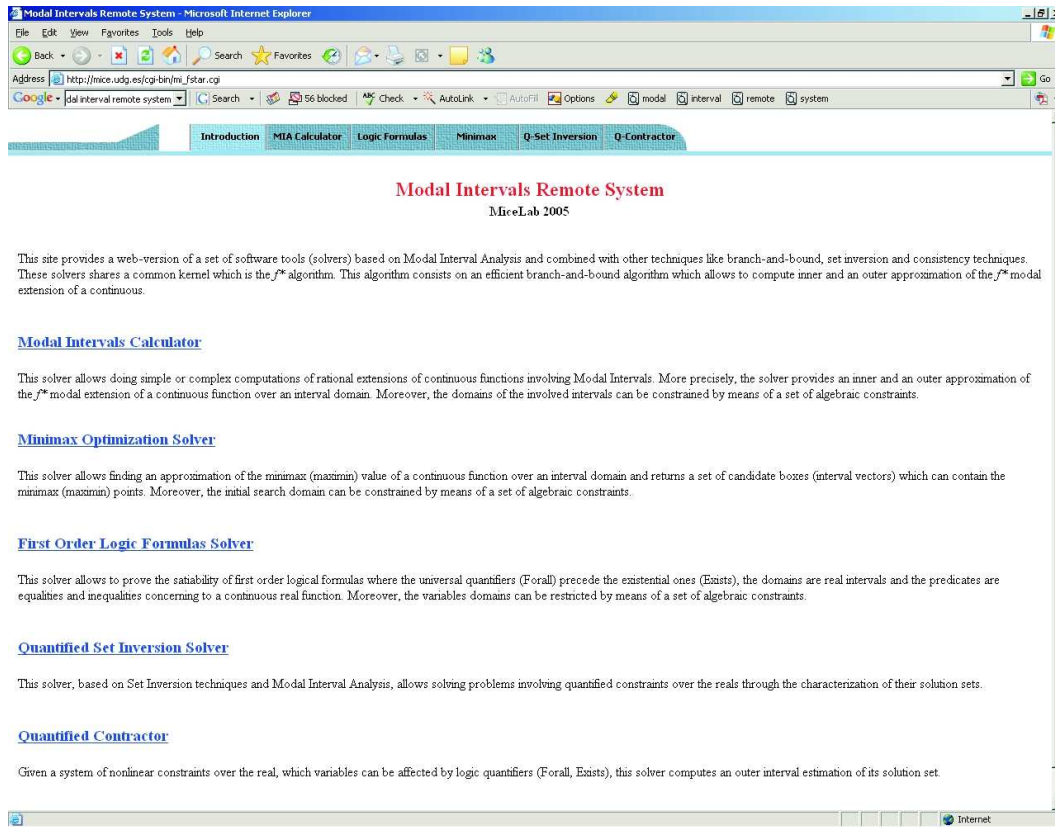 Modal Intervals Remote System - Microsoft Internet Explorer
File Edit View Favorites Tools Help
Back Search Favorites
Address http://mice.udg.es/cgi-bin/mi_fstar.cgi Go
Google dal interval remote system Search 56 blocked Check AutoLink AutoFill Options modal interval remote system
Introduction MIA Calculator Logic Formulas Minimax Q-Set Inversion Q-Contractor
Modal Intervals Remote System
MiceLab 2005
This site provides a web-version of a set of software tools (solvers) based on Modal Interval Analysis and combined with other techniques like branch-and-bound, set inversion and consistency techniques.
These solvers shares a common kernel which is the f* algorithm. This algorithm consists on an efficient branch-and-bound algorithm which allows to compute inner and an outer approximation of the f* modal
extension of a continuous.
Modal Intervals Calculator
This solver allows doing simple or complex computations of rational extensions of continuous functions involving Modal Intervals. More precisely, the solver provides an inner and an outer approximation of
the f* modal extension of a continuous function over an interval domain. Moreover, the domains of the involved intervals can be constrained by means of a set of algebraic constraints.
Minimax Optimization Solver
This solver allows finding an approximation of the minimax (maximin) value of a continuous function over an interval domain and returns a set of candidate boxes (interval vectors) which can contain the
minimax (maximin) points. Moreover, the initial search domain can be constrained by means of a set of algebraic constraints.
First Order Logic Formulas Solver
This solver allows to prove the satiability of first order logical formulas where the universal quantifiers (Forall) precede the existential ones (Exists), the domains are real intervals and the predicates are
equalities and inequalities concerning to a continuous real function. Moreover, the variables domains can be restricted by means of a set of algebraic constraints.
Quantified Set Inversion Solver
This solver, based on Set Inversion techniques and Modal Interval Analysis, allows solving problems involving quantified constraints over the reals through the characterization of their solution sets.
Quantified Contractor
Given a system of nonlinear constraints over the real, which variables can be affected by logic quantifiers (Forall, Exists), this solver computes an outer interval estimation of its solution set.
Internet